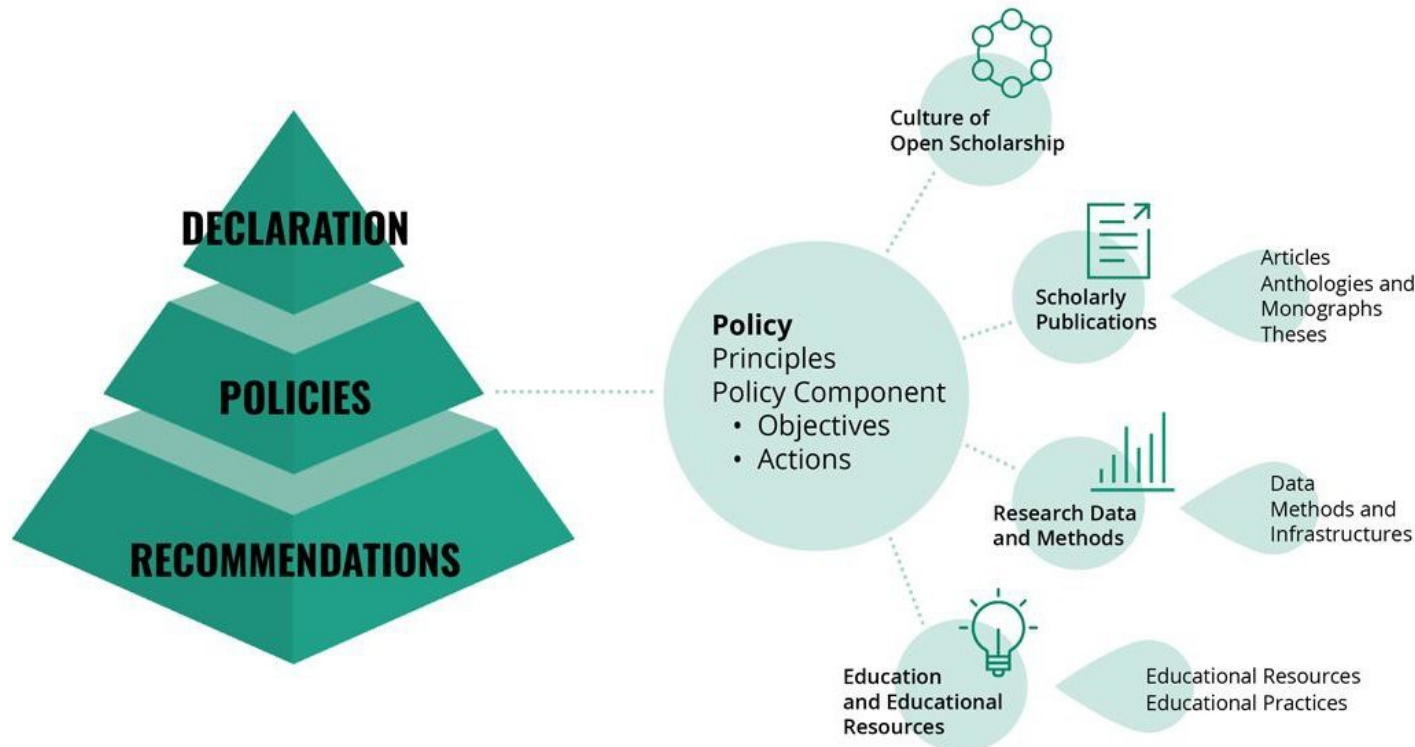 DECLARATION
POLICIES
RECOMMENDATIONS
Policy
Principles
Policy Component
• Objectives
• Actions
Culture of
Open Scholarship
Scholarly
Publications
Articles
Anthologies and
Monographs
Theses
Research Data
and Methods
Data
Methods and
Infrastructures
Education
and Educational
Resources
Educational Resources
Educational Practices